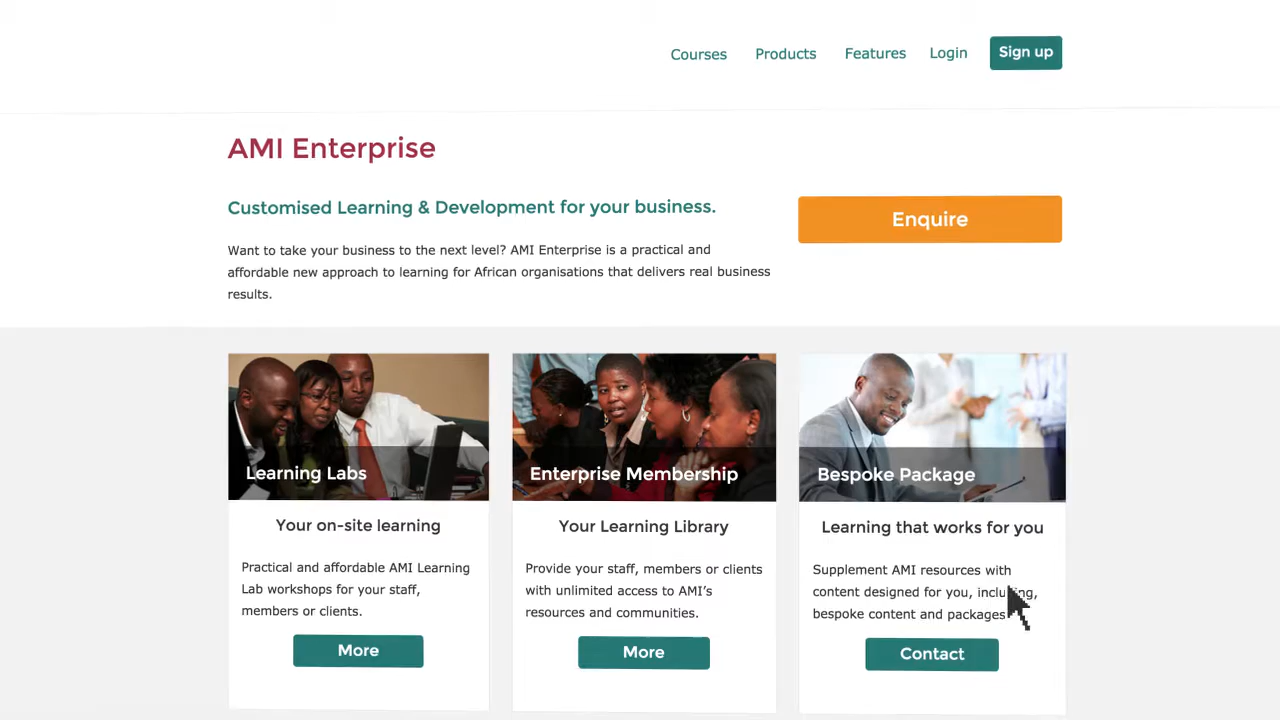 Courses Products Features Login Sign up
AMI Enterprise
Customised Learning & Development for your business.
Enquire
Want to take your business to the next level? AMI Enterprise is a practical and
affordable new approach to learning for African organisations that delivers real business
results.
Learning Labs
Your on-site learning
Practical and affordable AMI Learning
Lab workshops for your staff,
members or clients.
More
Enterprise Membership
Your Learning Library
Provide your staff, members or clients
with unlimited access to AMI's
resources and communities.
More
Bespoke Package
Learning that works for you
Supplement AMI resources with
content designed for you, including,
bespoke content and packages
Contact